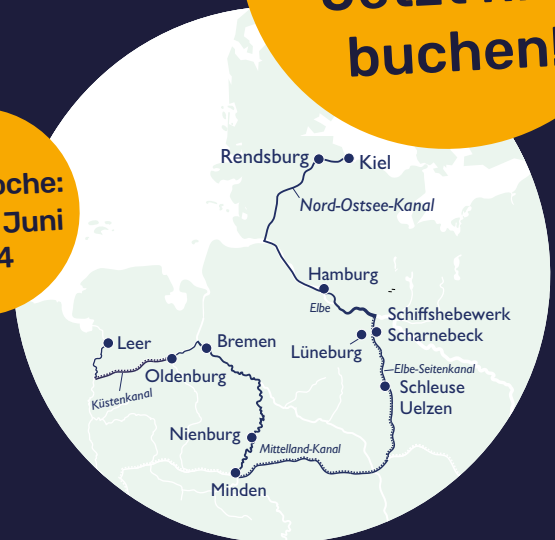 buchen!
oche:
Juni
4
Rendsburg
Kiel
Nord-Ostsee-Kanal
Hamburg
Elbe
Schiffshebewerk
Scharnebeck
Lüneburg
Elbe-Seitenkanal
Schleuse
Uelzen
Leer
Bremen
Oldenburg
Küstenkanal
Nienburg
Mittelland-Kanal
Minden